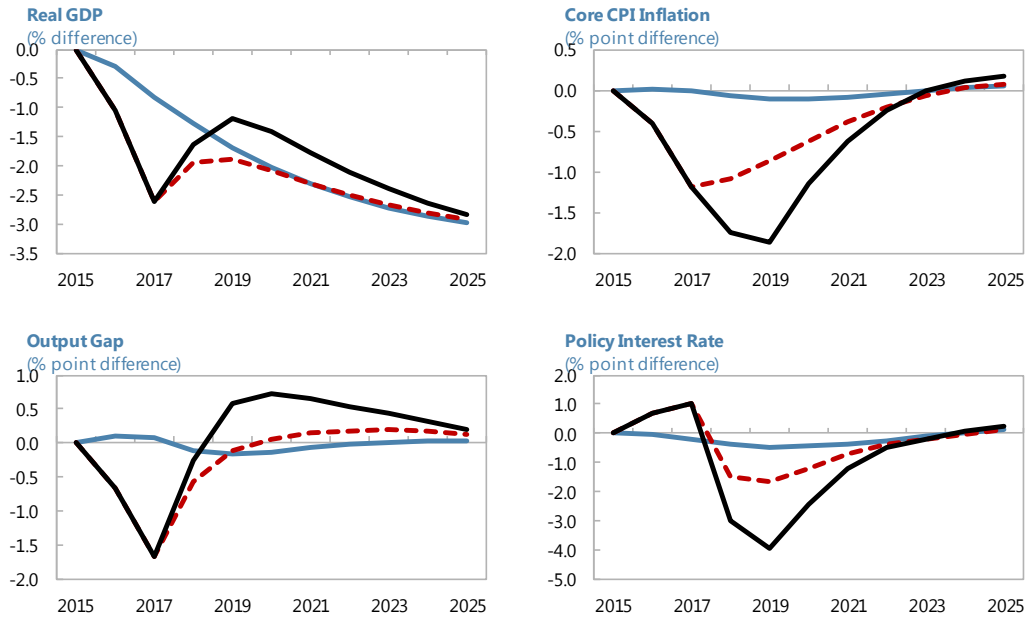 Real GDP
(% difference)
0.0
-0.5
-1.0
-1.5
-2.0
-2.5
-3.0
-3.5
2015 2017 2019 2021 2023 2025
Core CPI Inflation
(% point difference)
0.5
0.0
-0.5
-1.0
-1.5
-2.0
2015 2017 2019 2021 2023 2025
Output Gap
(% point difference)
1.0
0.5
0.0
-0.5
-1.0
-1.5
-2.0
2015 2017 2019 2021 2023 2025
Policy Interest Rate
(% point difference)
2.0
1.0
0.0
-1.0
-2.0
-3.0
-4.0
-5.0
2015 2017 2019 2021 2023 2025